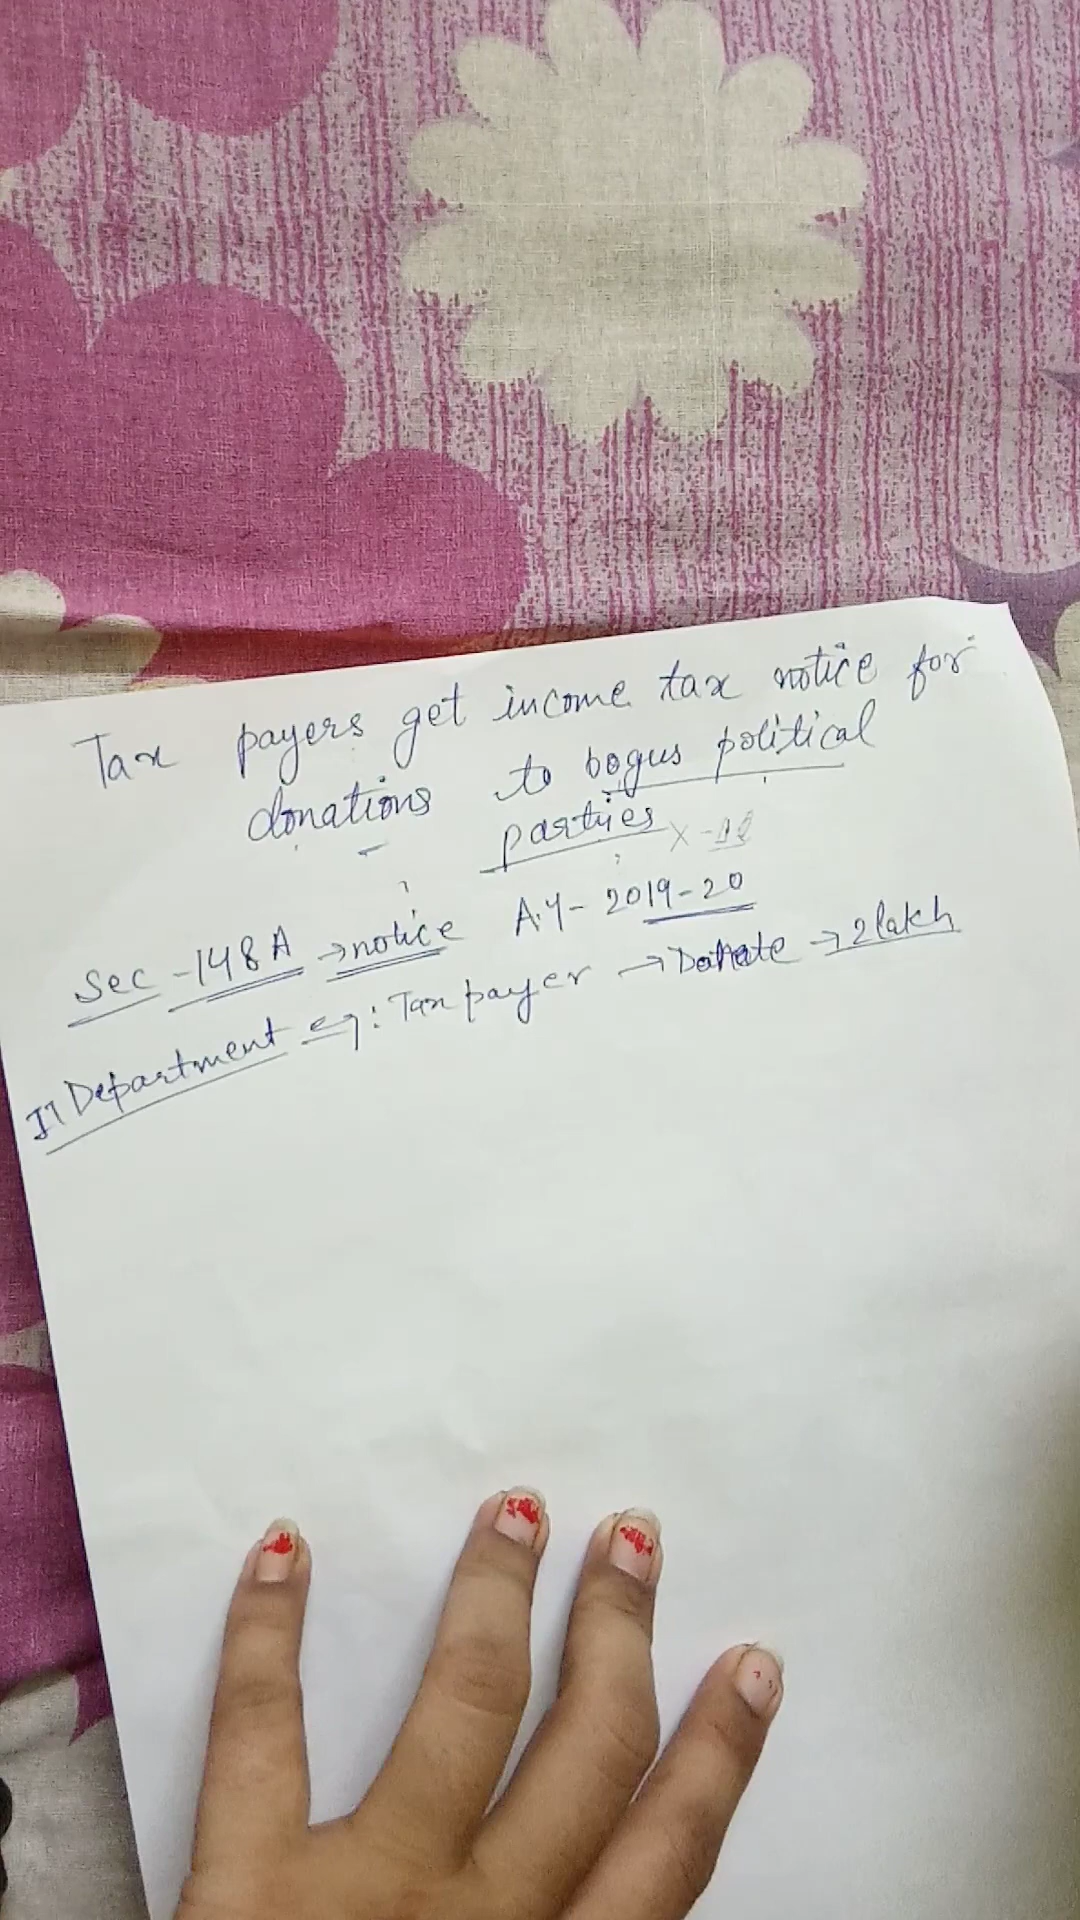 Tax payers get income tax notice for
donations to bogus political
parties
Sec-148A → notice A.Y- 2019-20
IT Department eg: Tax payer → Donate → 2 lakh